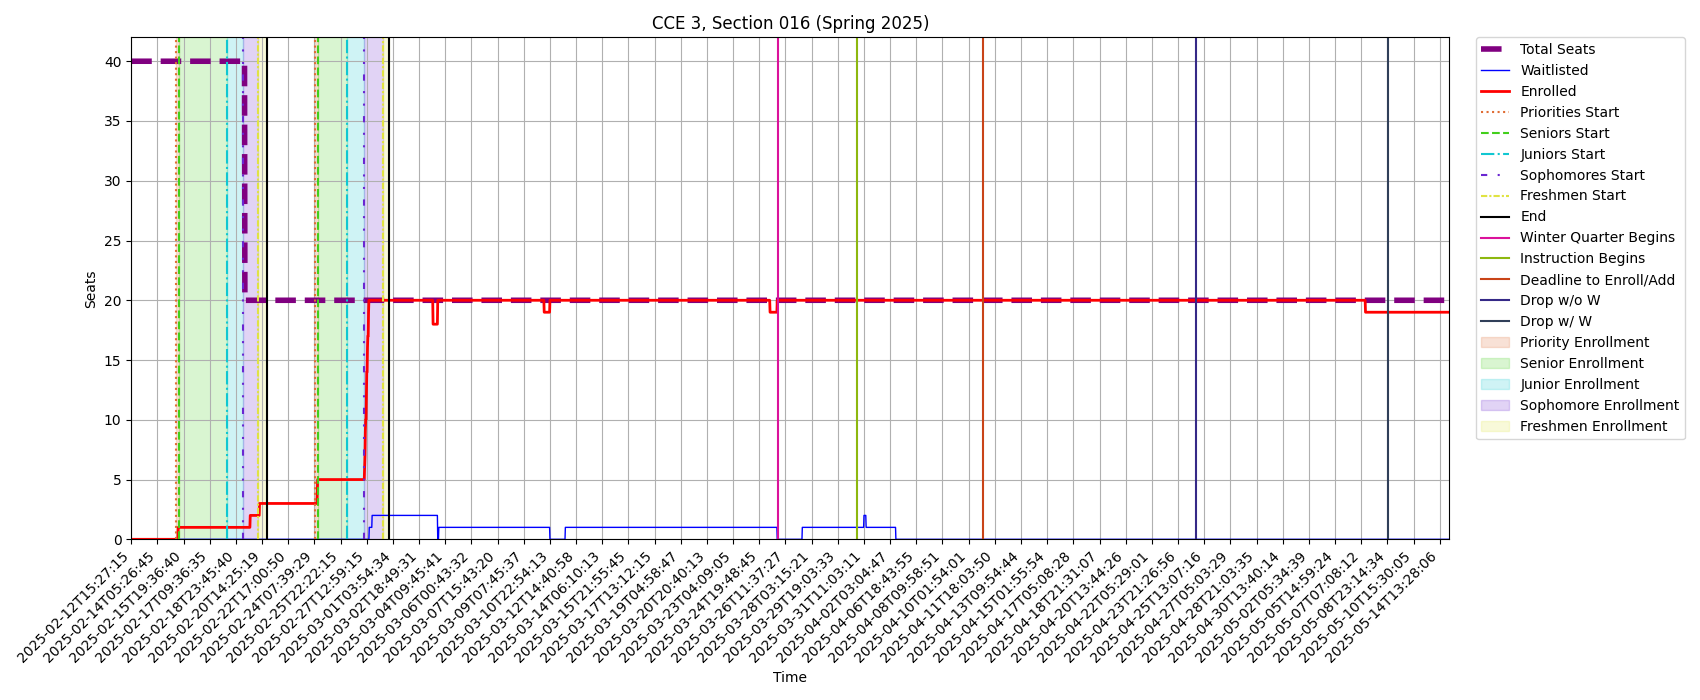 CCE 3, Section 016 (Spring 2025)
Seats
40
35
30
25
20
15
10
5
0
2025-02-12T15:27:15
2025-02-14T05:26:45
2025-02-15T19:36:40
2025-02-17T09:36:35
2025-02-18T23:45:40
2025-02-20T14:25:19
2025-02-22T17:00:50
2025-02-24T07:39:29
2025-02-25T22:22:15
2025-02-27T12:59:15
2025-03-01T03:54:34
2025-03-02T18:49:31
2025-03-04T09:45:41
2025-03-06T00:43:32
2025-03-07T15:43:20
2025-03-09T07:45:37
2025-03-10T22:54:13
2025-03-12T14:40:58
2025-03-14T06:10:13
2025-03-15T21:55:45
2025-03-17T13:12:15
2025-03-19T04:58:47
2025-03-20T20:40:13
2025-03-23T04:09:05
2025-03-24T19:48:45
2025-03-26T11:37:27
2025-03-28T03:15:21
2025-03-29T19:03:33
2025-03-31T11:03:11
2025-04-02T03:04:47
2025-04-06T18:43:55
2025-04-08T09:58:51
2025-04-10T01:54:01
2025-04-11T18:03:50
2025-04-13T09:54:44
2025-04-15T01:55:54
2025-04-17T05:08:28
2025-04-18T21:31:07
2025-04-20T13:44:26
2025-04-22T05:29:01
2025-04-23T21:26:56
2025-04-25T13:07:16
2025-04-27T05:03:29
2025-04-28T21:03:35
2025-04-30T13:40:14
2025-05-02T05:34:39
2025-05-05T14:59:24
2025-05-07T07:08:12
2025-05-08T23:14:34
2025-05-10T15:30:05
2025-05-14T13:28:06
Time
Total Seats
Waitlisted
Enrolled
Priorities Start
Seniors Start
Juniors Start
Sophomores Start
Freshmen Start
End
Winter Quarter Begins
Instruction Begins
Deadline to Enroll/Add
Drop w/o W
Drop w/ W
Priority Enrollment
Senior Enrollment
Junior Enrollment
Sophomore Enrollment
Freshmen Enrollment